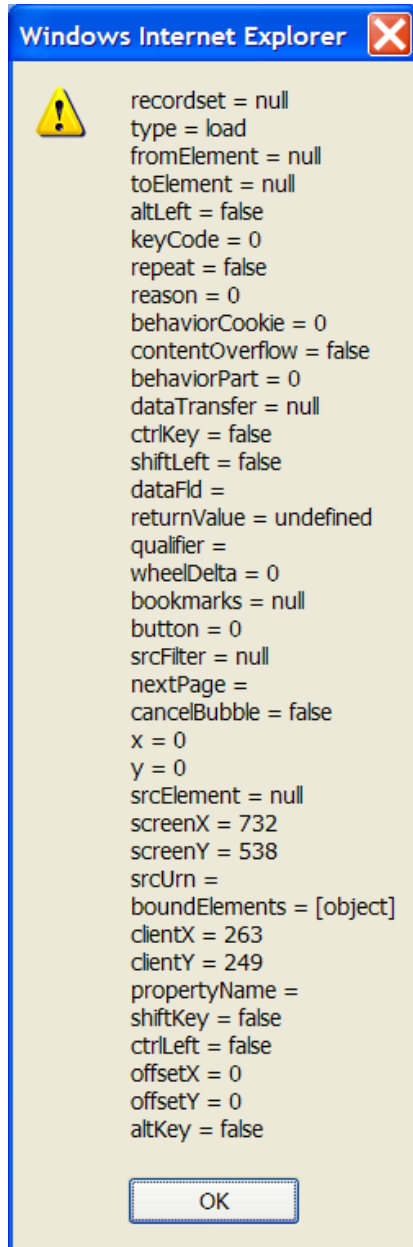 Windows Internet Explorer
recordset = null
type = load
fromElement = null
toElement = null
altLeft = false
keyCode = 0
repeat = false
reason = 0
behaviorCookie = 0
contentOverflow = false
behaviorPart = 0
dataTransfer = null
ctrlKey = false
shiftLeft = false
dataFld =
returnValue = undefined
qualifier =
wheelDelta = 0
bookmarks = null
button = 0
srcFilter = null
nextPage =
cancelBubble = false
x = 0
y = 0
srcElement = null
screenX = 732
screenY = 538
srcUrn =
boundElements = [object]
clientX = 263
clientY = 249
propertyName =
shiftKey = false
ctrlLeft = false
offsetX = 0
offsetY = 0
altKey = false
OK